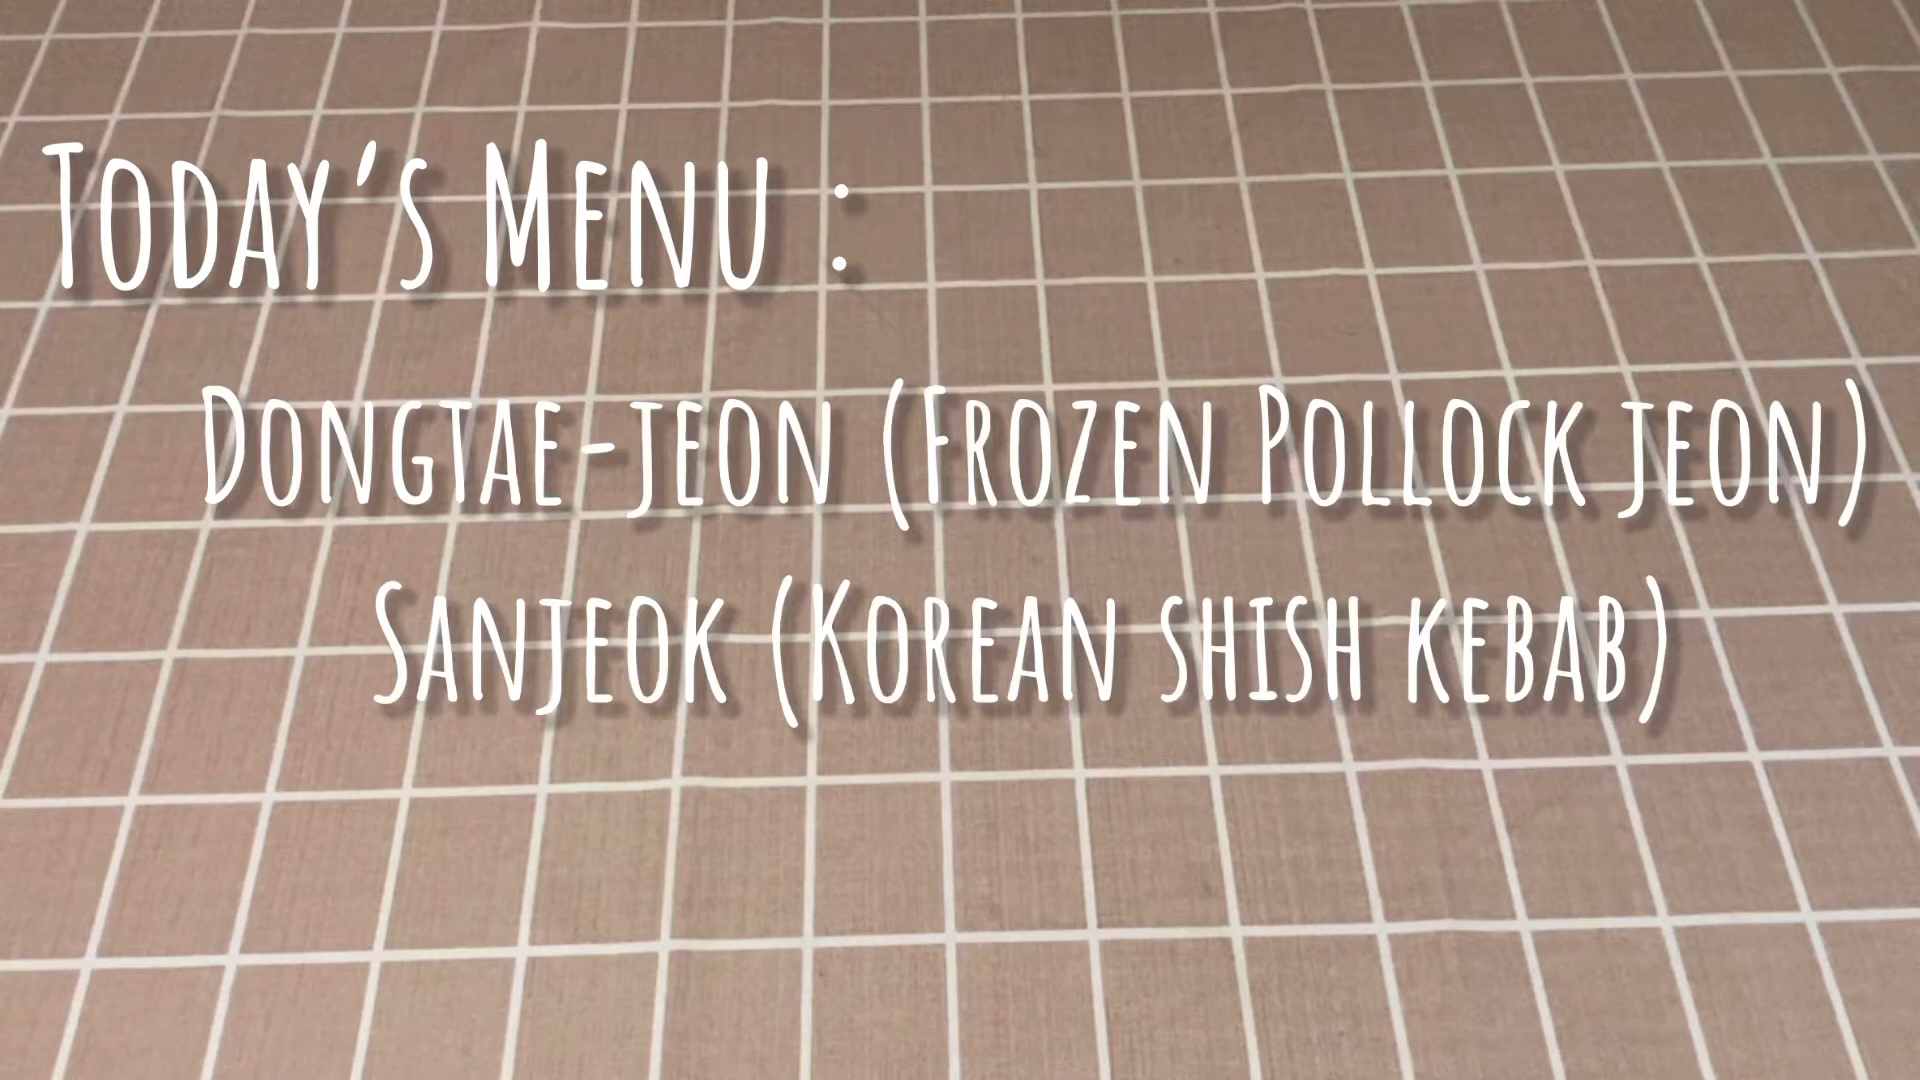 Today's Menu :
Dongtae-jeon (Frozen Pollock jeon)
Sanjeok (Korean shish kebab)